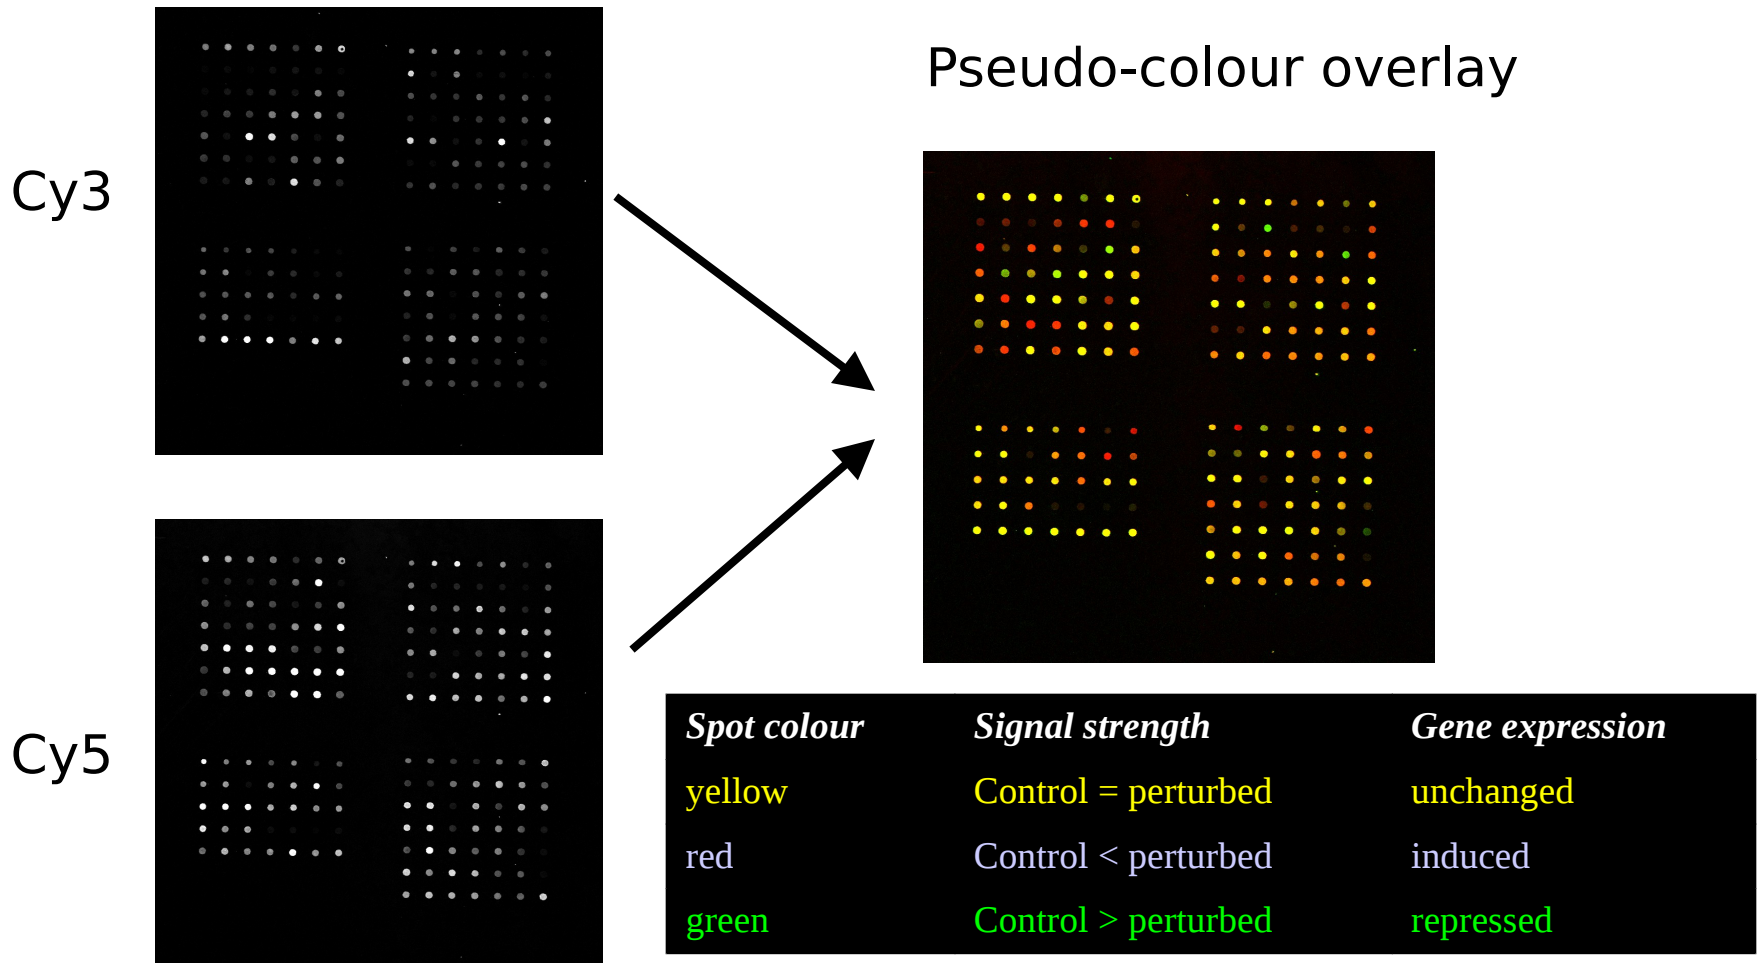 Pseudo-colour overlay
Cy3
Cy5
Spot colour Signal strength Gene expression
yellow Control = perturbed unchanged
red Control < perturbed induced
green Control > perturbed repressed